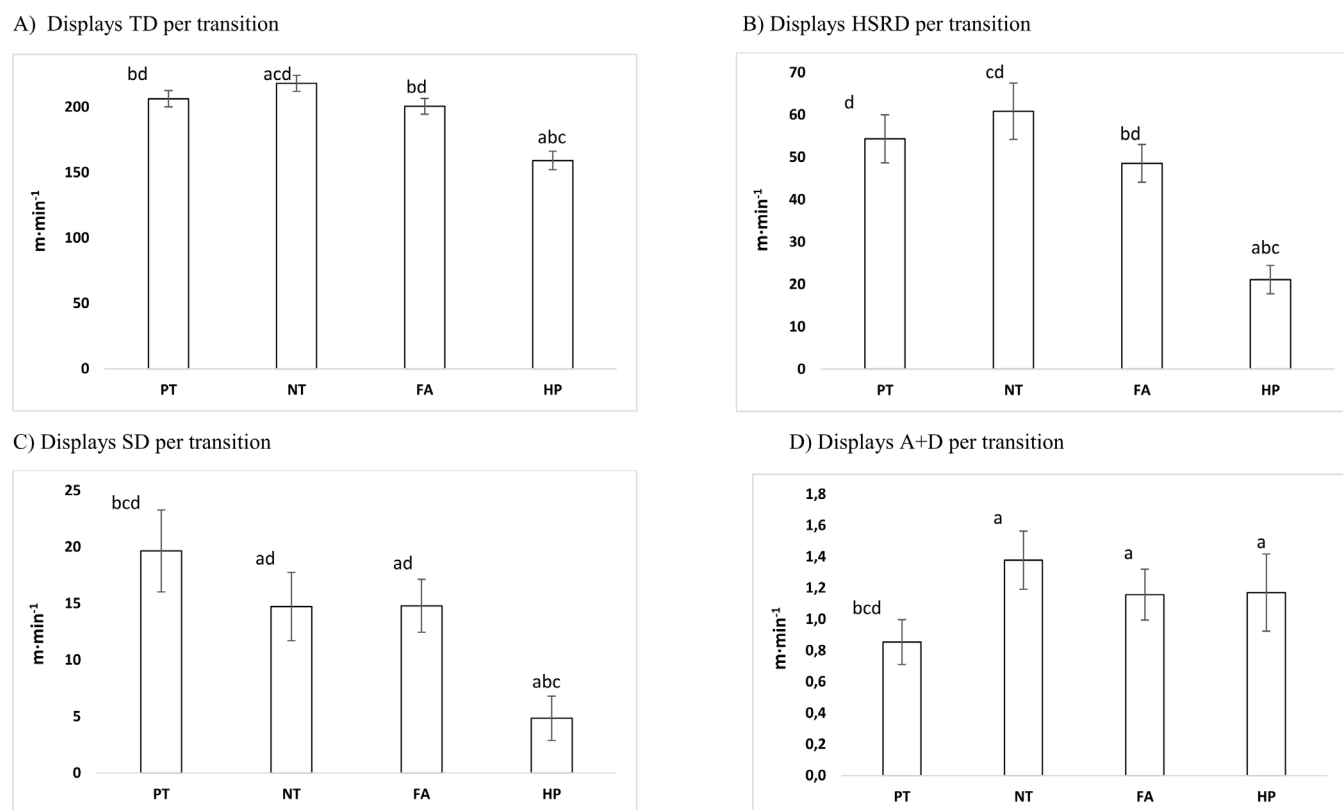 A) Displays TD per transition
bd
acd
bd
abc
200
150
100
50
0
m·min⁻¹
PT NT FA HP
B) Displays HSRD per transition
70
60
50
40
30
20
10
0
d
cd
bd
abc
m·min⁻¹
PT NT FA HP
C) Displays SD per transition
25
20
15
10
5
0
bcd
ad
ad
abc
m·min⁻¹
PT NT FA HP
D) Displays A+D per transition
1,8
1,6
1,4
1,2
1,0
0,8
0,6
0,4
0,2
0,0
bcd
a
a
a
m·min⁻¹
PT NT FA HP